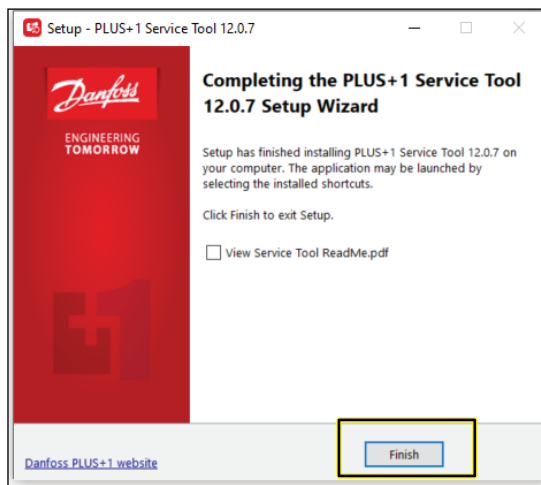 Setup - PLUS+1 Service Tool 12.0.7
Danfoss
ENGINEERING
TOMORROW
Completing the PLUS+1 Service Tool
12.0.7 Setup Wizard
Setup has finished installing PLUS+1 Service Tool 12.0.7 on
your computer. The application may be launched by
selecting the installed shortcuts.
Click Finish to exit Setup.
View Service Tool ReadMe.pdf
+1
Danfoss PLUS+1 website
Finish